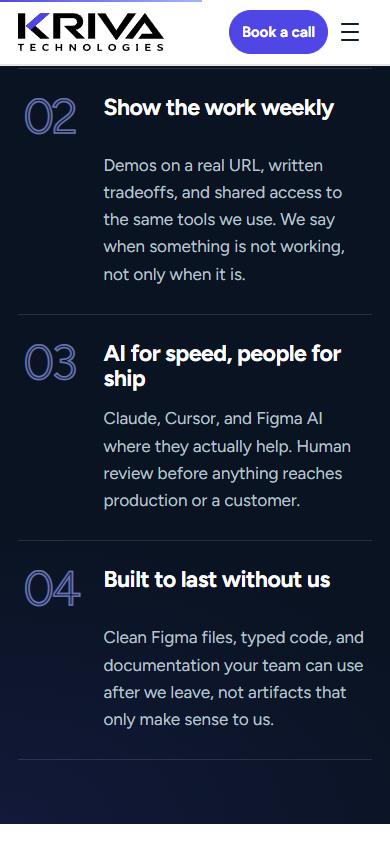 KRIVA
TECHNOLOGIES
Book a call
02
Show the work weekly
Demos on a real URL, written
tradeoffs, and shared access to
the same tools we use. We say
when something is not working,
not only when it is.
03
AI for speed, people for
ship
Claude, Cursor, and Figma AI
where they actually help. Human
review before anything reaches
production or a customer.
04
Built to last without us
Clean Figma files, typed code, and
documentation your team can use
after we leave, not artifacts that
only make sense to us.